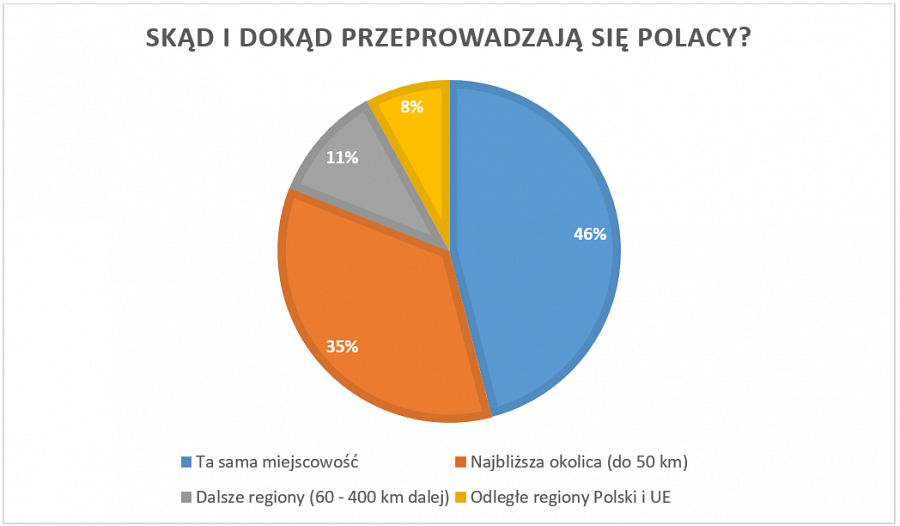 SKĄD I DOKĄD PRZEPROWADZAJĄ SIĘ POLACY?
8%
11%
46%
35%
Ta sama miejscowość
Najbliższa okolica (do 50 km)
Dalsze regiony (60 - 400 km dalej)
Odległe regiony Polski i UE